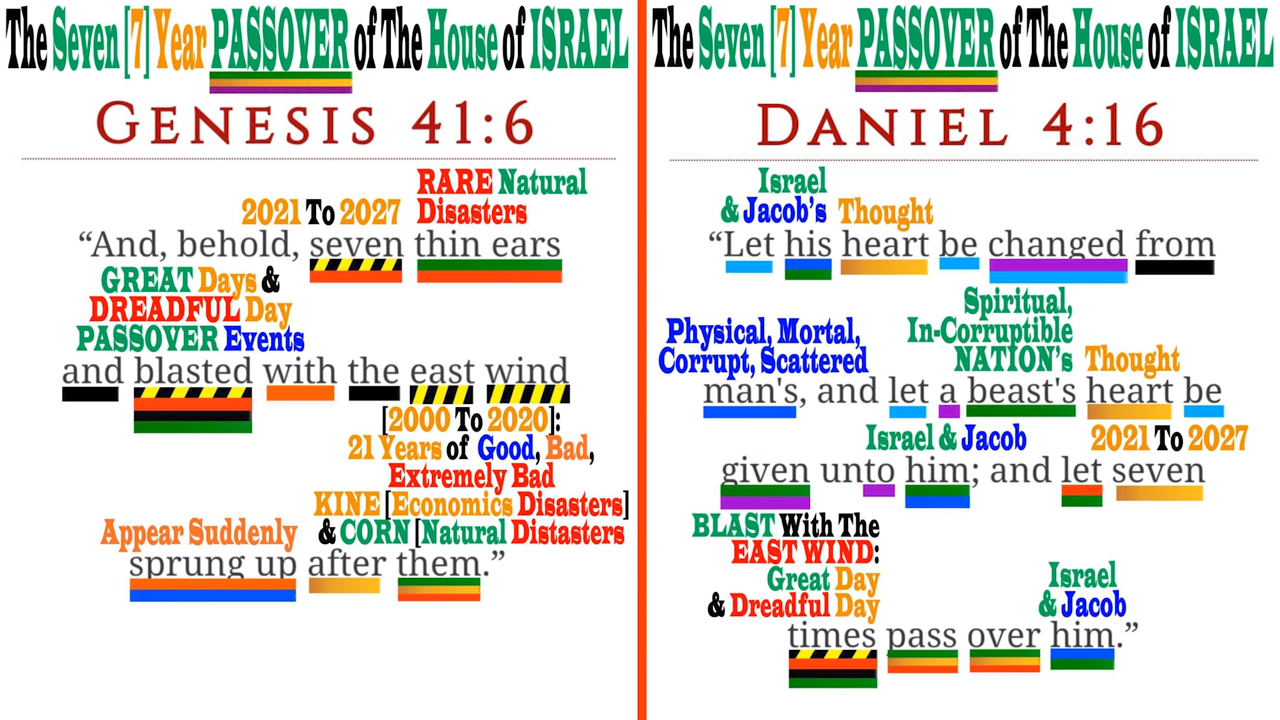 The Seven [7] Year PASSOVER of The House of ISRAEL
GENESIS 41:6
RARE Natural
2021 To 2027 Disasters
“And, behold, seven thin ears
GREAT Days &
DREADFUL Day
PASSOVER Events
and blasted with the east wind
[2000 To 2020]:
21 Years of Good, Bad,
Extremely Bad
KINE [Economics Disasters]
Appear Suddenly & CORN [Natural Distasters
sprung up after them.”
The Seven [7] Year PASSOVER of The House of ISRAEL
DANIEL 4:16
Israel
& Jacob's Thought
“Let his heart be changed from
Spiritual,
Physical, Mortal, In-Corruptible
Corrupt, Scattered NATION's Thought
man's, and let a beast's heart be
Israel & Jacob 2021 To 2027
given unto him; and let seven
BLAST With The
EAST WIND:
Great Day Israel
& Dreadful Day & Jacob
times pass over him.”